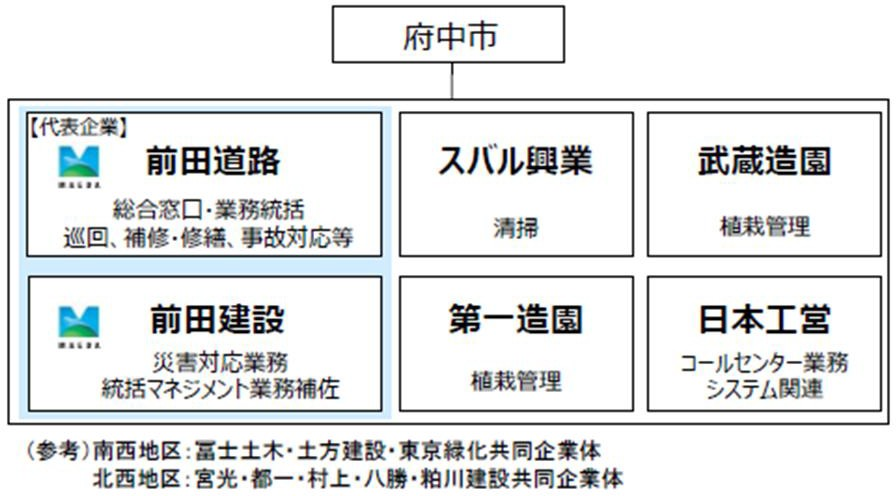 府中市
【代表企業】
前田道路
総合窓口・業務統括
巡回、補修・修繕、事故対応等
スバル興業
清掃
武蔵造園
植栽管理
MAEDA
前田建設
災害対応業務
統括マネジメント業務補佐
MAEDA
第一造園
植栽管理
日本工営
コールセンター業務
システム関連
（参考）南西地区：冨士土木・土方建設・東京緑化共同企業体
北西地区：宮光・都一・村上・八勝・粕川建設共同企業体